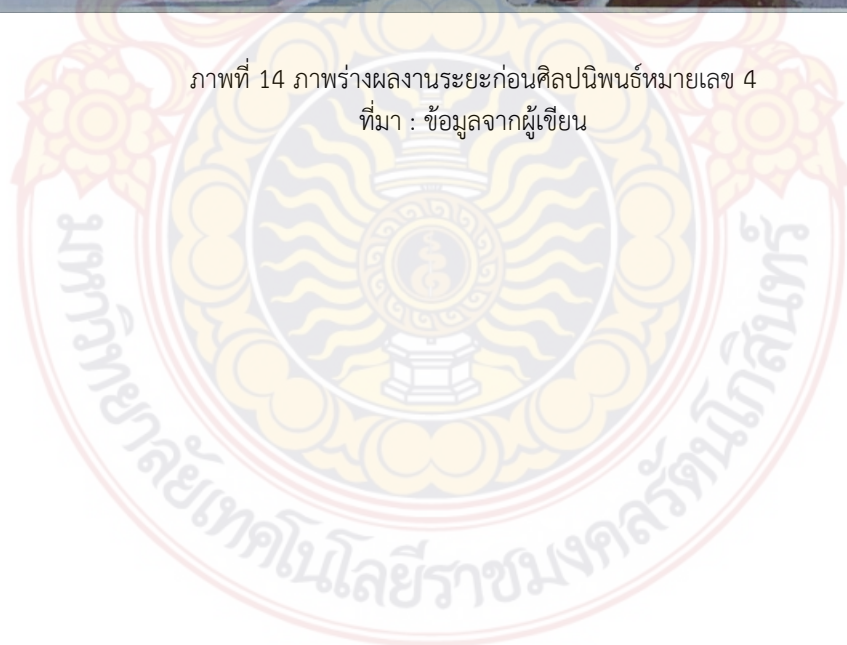 ภาพที่ 14 ภาพร่างผลงานระยะก่อนศิลปนิพนธ์หมายเลข 4
ที่มา : ข้อมูลจากผู้เขียน
มหาวิทยาลัยเทคโนโลยีราชมงคลรัตนโกสินทร์